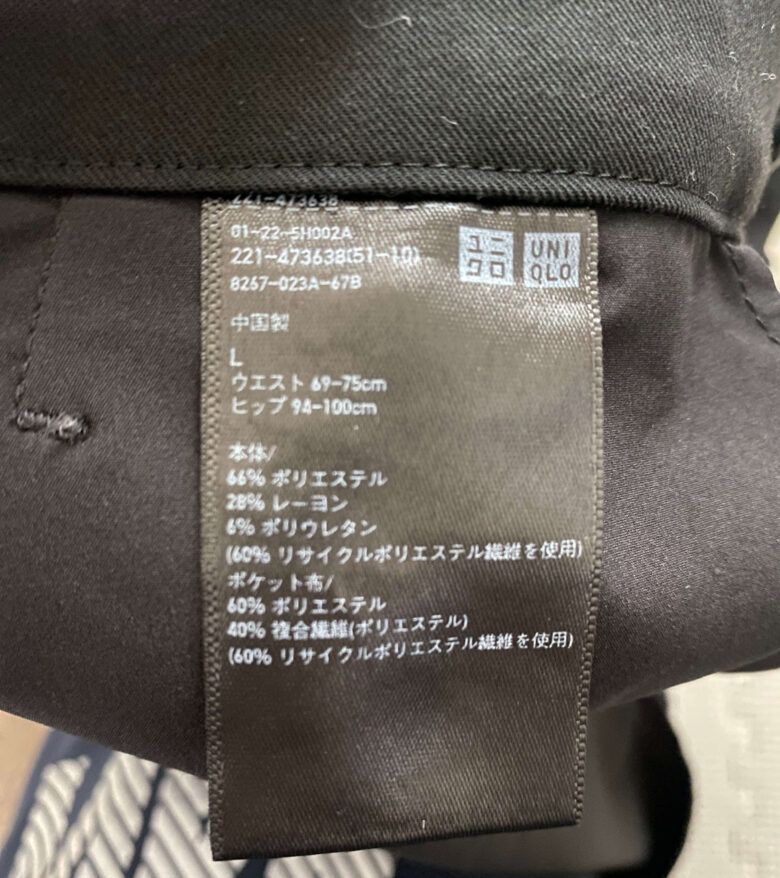 221-473638
01-22-5H002A
221-473638(51-10)
8267-023A-67B
ユニクロ
UNIQLO
中国製
L
ウエスト 69-75cm
ヒップ 94-100cm
本体/
66% ポリエステル
28% レーヨン
6% ポリウレタン
(60% リサイクルポリエステル繊維を使用)
ポケット布/
60% ポリエステル
40% 複合繊維(ポリエステル)
(60% リサイクルポリエステル繊維を使用)